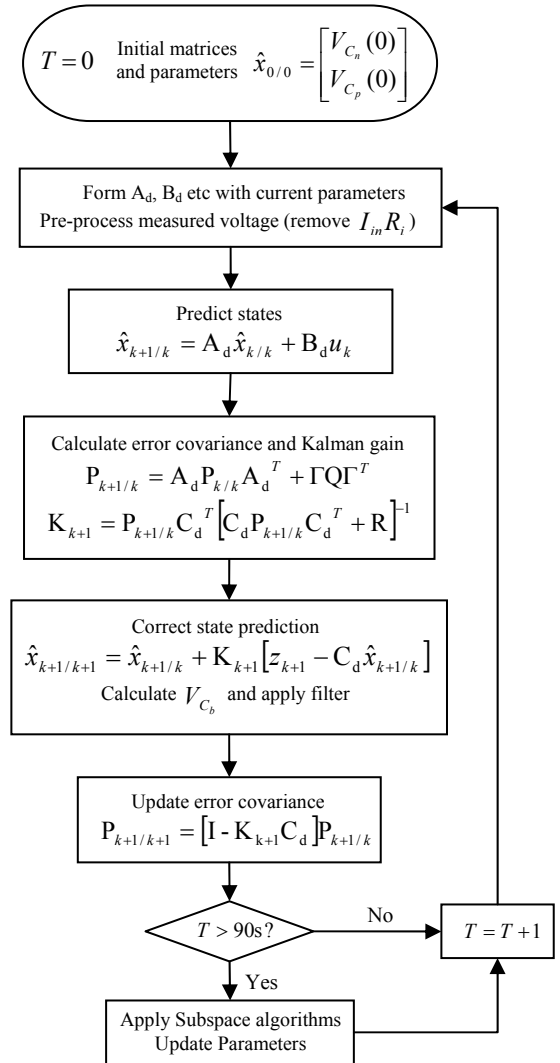 T = 0 Initial matrices and parameters x̂₀/₀ = [V_{C_n}(0) V_{C_p}(0)]
Form A_d, B_d etc with current parameters
Pre-process measured voltage (remove I_{in}R_i)
Predict states
x̂_{k+1/k} = A_d x̂_{k/k} + B_d u_k
Calculate error covariance and Kalman gain
P_{k+1/k} = A_d P_{k/k} A_d^T + ΓQΓ^T
K_{k+1} = P_{k+1/k} C_d^T [C_d P_{k+1/k} C_d^T + R]^{-1}
Correct state prediction
x̂_{k+1/k+1} = x̂_{k+1/k} + K_{k+1} [z_{k+1} − C_d x̂_{k+1/k}]
Calculate V_{C_b} and apply filter
Update error covariance
P_{k+1/k+1} = [I - K_{k+1} C_d] P_{k+1/k}
T > 90s?
No
T = T + 1
Yes
Apply Subspace algorithms
Update Parameters